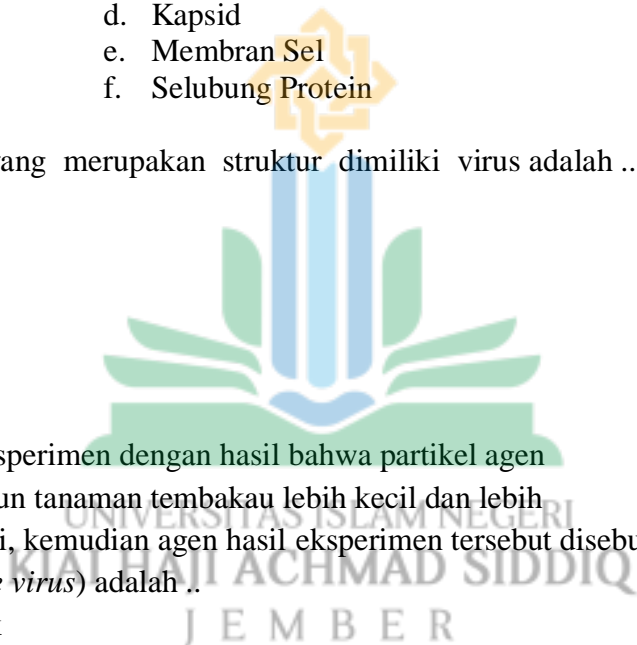 d. Kapsid
e. Membran Sel
f. Selubung Protein
yang merupakan struktur dimiliki virus adalah ..
sperimen dengan hasil bahwa partikel agen
un tanaman tembakau lebih kecil dan lebih
UNIVERSITAS ISLAM NEGERI
i, kemudian agen hasil eksperimen tersebut disebu
KIAI HAJI ACHMAD SIDDIQ
virus) adalah ..
JEMBER